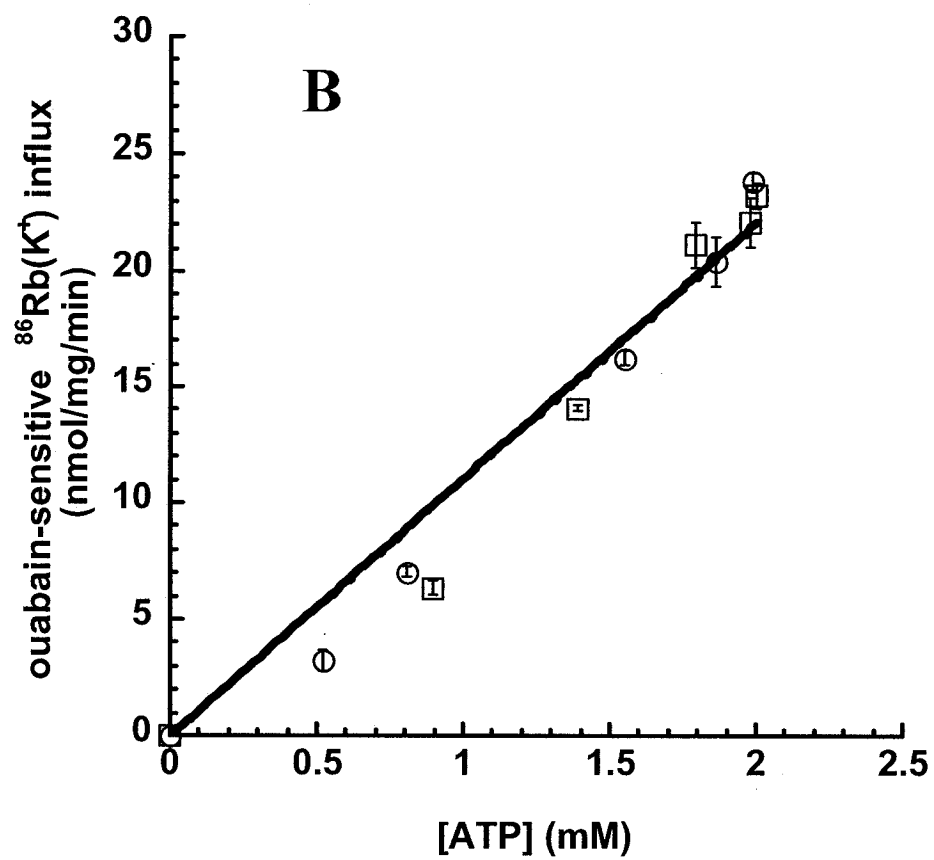 B
30
25
20
15
10
5
0
ouabain-sensitive ⁸⁶Rb(K⁺) influx
(nmol/mg/min)
0 0.5 1 1.5 2 2.5
[ATP] (mM)